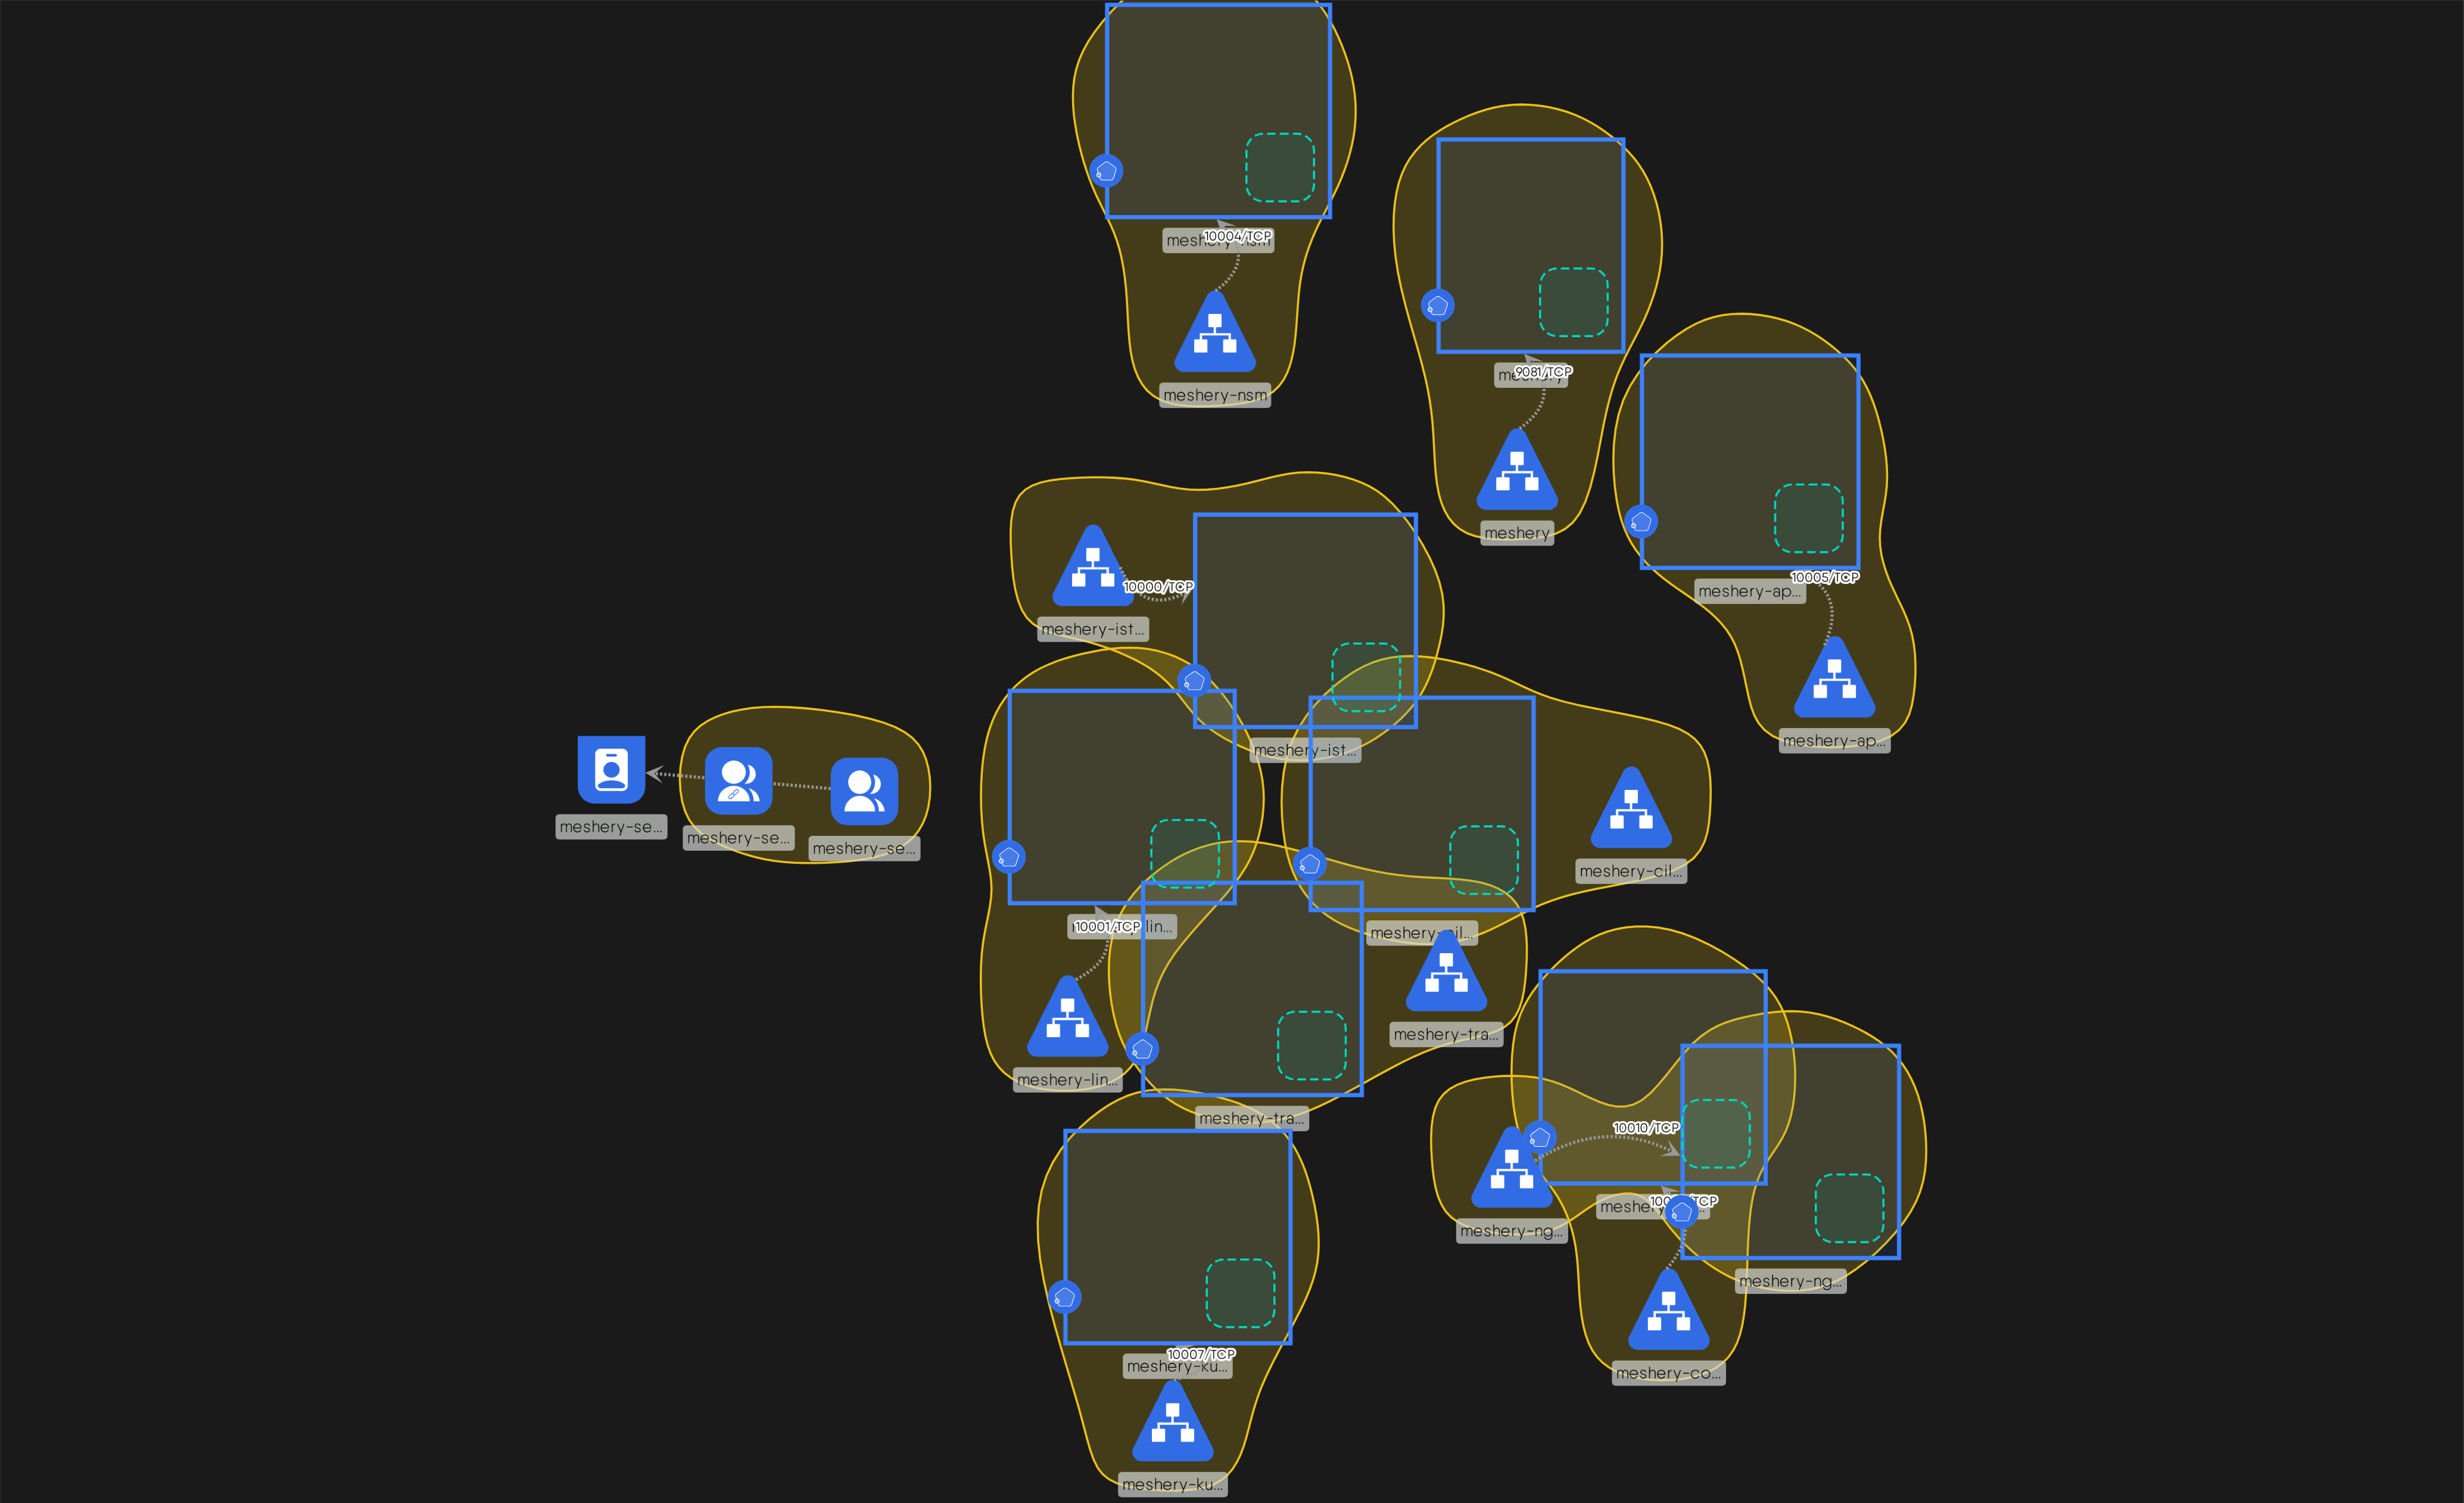 10004/TCP
meshery-nsm
9081/TCP
meshery
meshery-ap...
10005/TCP
meshery-ap...
10000/TCP
meshery-ist...
meshery-ist...
meshery-se...
meshery-se...
meshery-se...
meshery-cil...
10001/TCP
meshery-lin...
meshery-tra...
meshery-tra...
10010/TCP
meshery-ng...
meshery-ng...
meshery-co...
10007/TCP
meshery-ku...
meshery-ku...